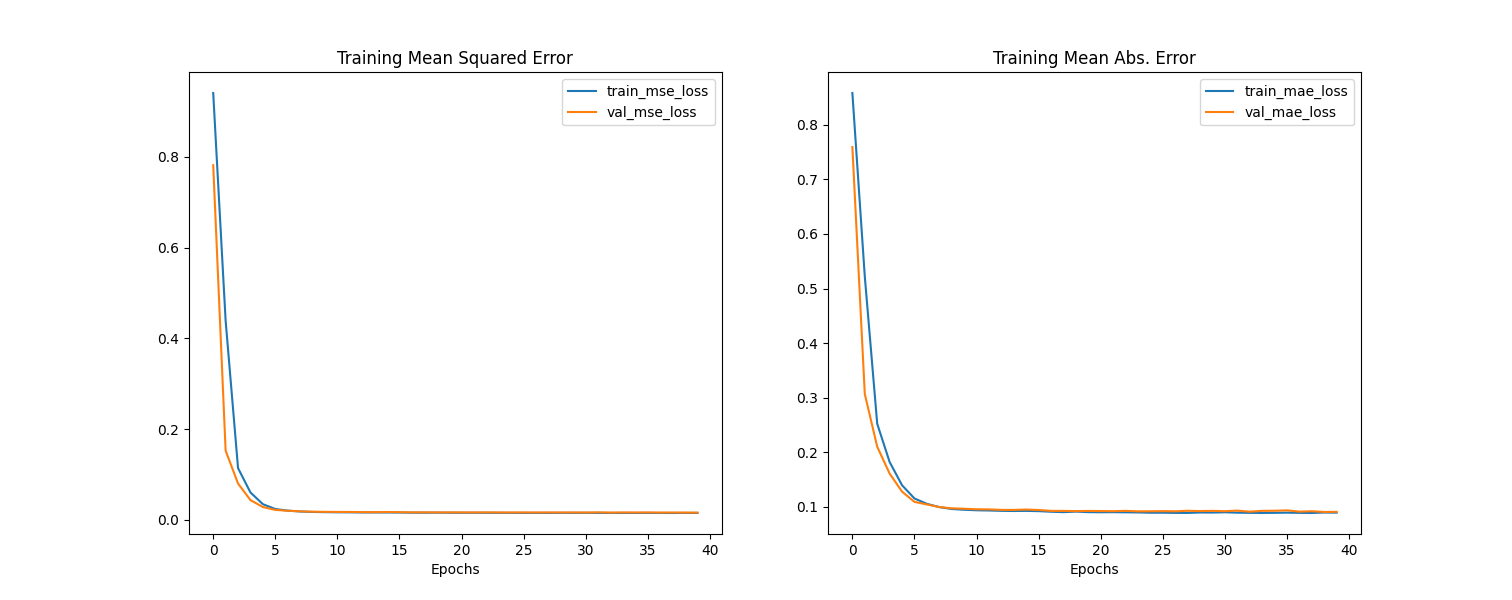 Training Mean Squared Error
train_mse_loss
val_mse_loss
0.8
0.6
0.4
0.2
0.0
0 5 10 15 20 25 30 35 40
Epochs
Training Mean Abs. Error
train_mae_loss
val_mae_loss
0.8
0.7
0.6
0.5
0.4
0.3
0.2
0.1
0 5 10 15 20 25 30 35 40
Epochs